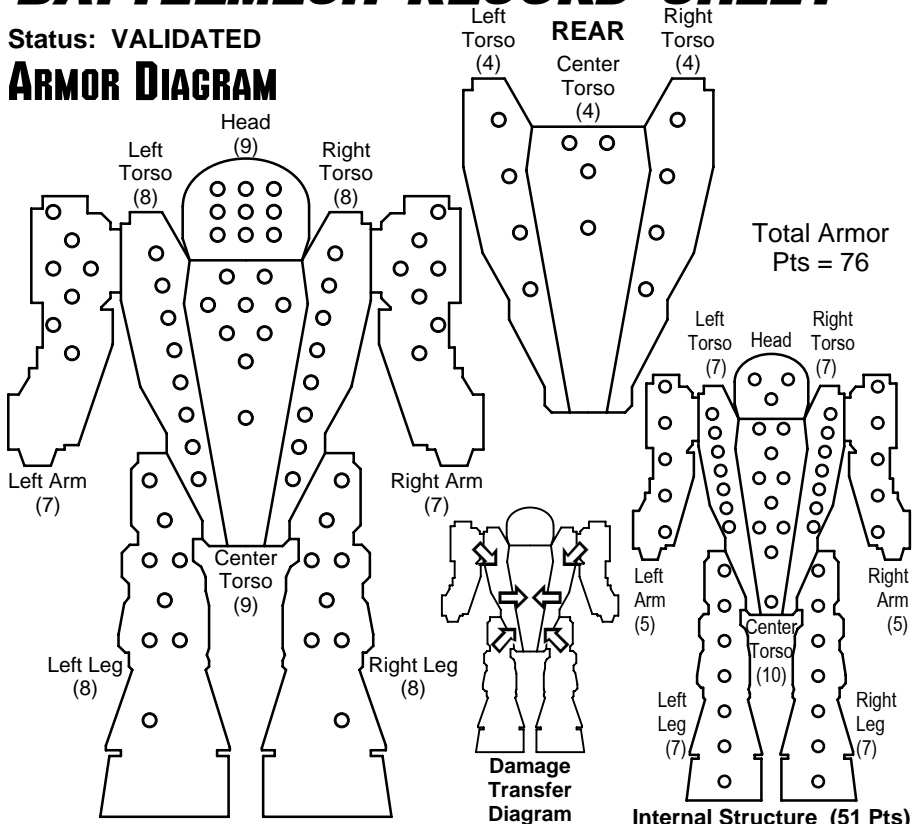 BATTLEMECH RECORD SHEET
Status: VALIDATED
ARMOR DIAGRAM
Left
Torso
(4)
REAR
Right
Torso
(4)
Center
Torso
(4)
Head
(9)
Left
Torso
(8)
Right
Torso
(8)
Total Armor
Pts = 76
Left Arm
(7)
Right Arm
(7)
Center
Torso
(9)
Left Leg
(8)
Right Leg
(8)
Damage
Transfer
Diagram
Left
Torso
(7)
Head
Right
Torso
(7)
Left
Arm
(5)
Right
Arm
(5)
Center
Torso
(10)
Left
Leg
(7)
Right
Leg
(7)
Internal Structure (51 Pts)